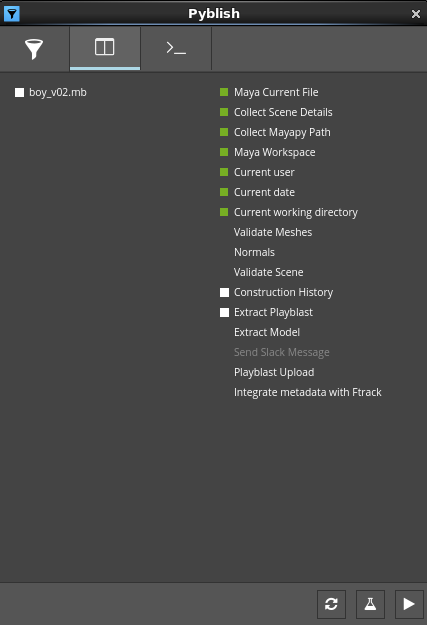 Pyblish
boy_v02.mb
Maya Current File
Collect Scene Details
Collect Mayapy Path
Maya Workspace
Current user
Current date
Current working directory
Validate Meshes
Normals
Validate Scene
Construction History
Extract Playblast
Extract Model
Send Slack Message
Playblast Upload
Integrate metadata with Ftrack